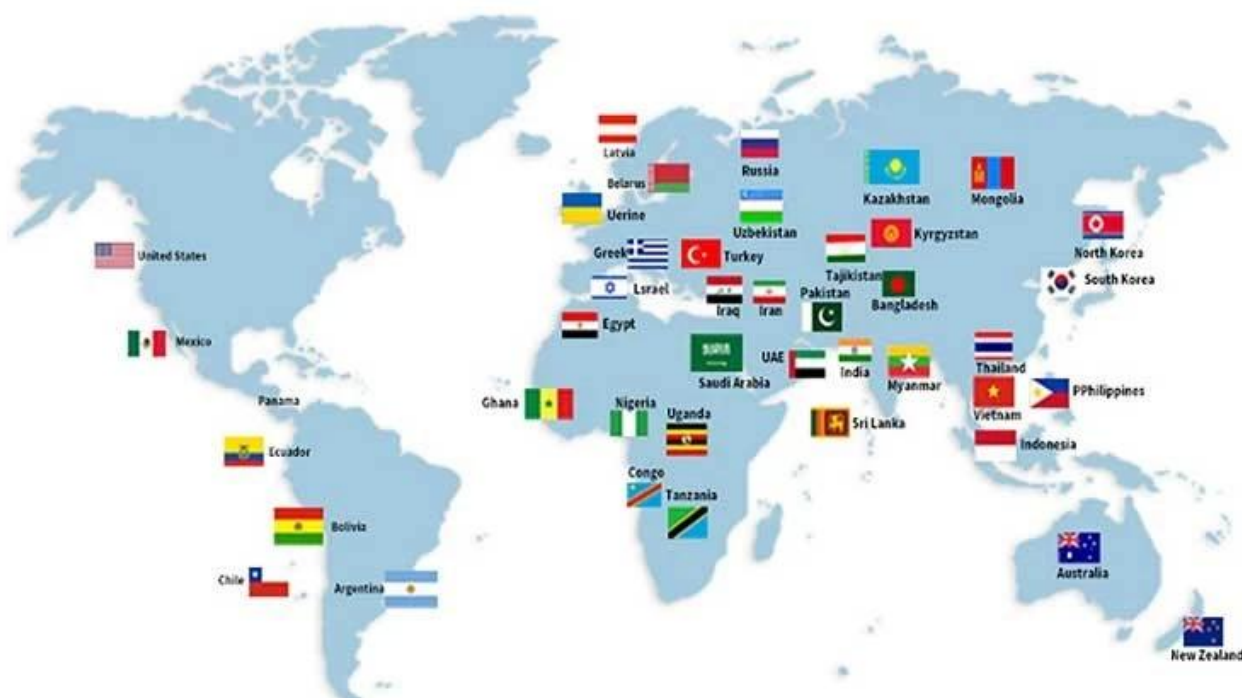 Latvia
Russia
Belarus
Kazakhstan
Mongolia
Uerine
Uzbekistan
Kyrgyzstan
United States
Greek
Turkey
Tajikistan
North Korea
South Korea
Lsrael
Iraq
Iran
Pakistan
Bangladesh
Egypt
Mexico
Saudi Arabia
UAE
India
Myanmar
Thailand
Panama
Ghana
Nigeria
Uganda
Sri Lanka
Vietnam
PPhilippines
Ecuador
Indonesia
Congo
Tanzania
Bolivia
Chile
Argentina
Australia
New Zealand